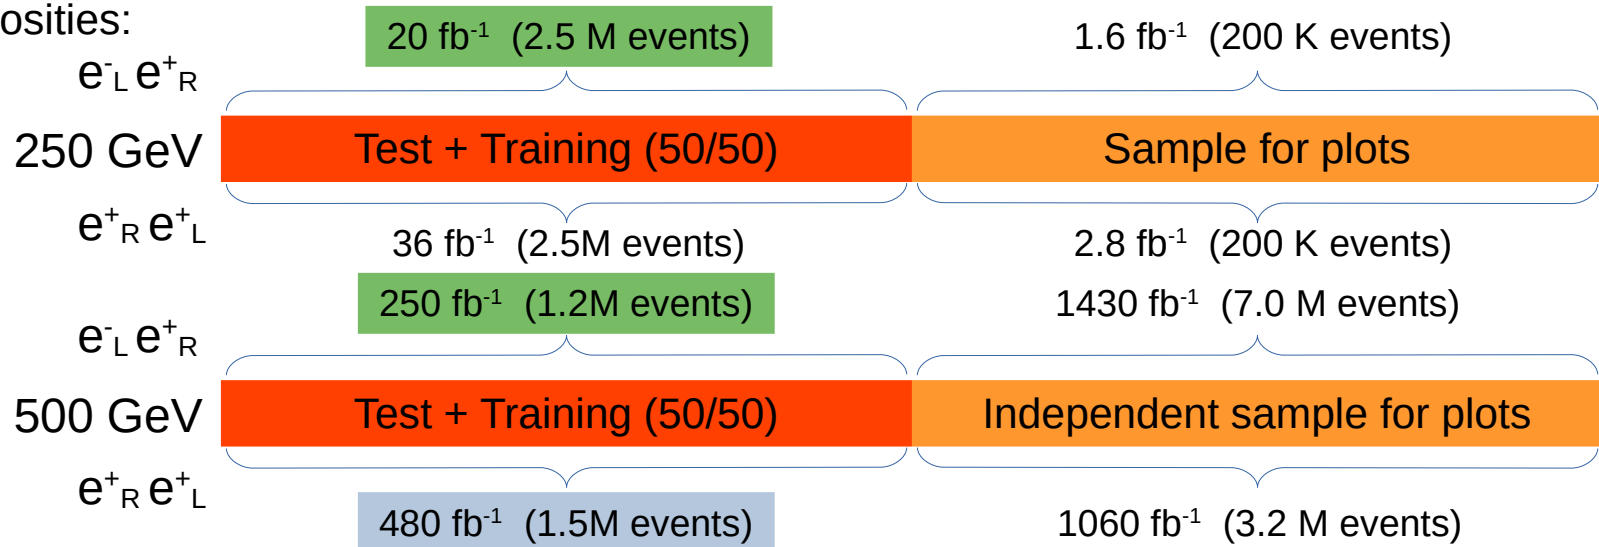 osities:
20 fb⁻¹ (2.5 M events) 1.6 fb⁻¹ (200 K events)
e⁻L e⁺R
250 GeV Test + Training (50/50) Sample for plots
e⁺R e⁺L
36 fb⁻¹ (2.5M events) 2.8 fb⁻¹ (200 K events)
250 fb⁻¹ (1.2M events) 1430 fb⁻¹ (7.0 M events)
e⁻L e⁺R
500 GeV Test + Training (50/50) Independent sample for plots
e⁺R e⁺L
480 fb⁻¹ (1.5M events) 1060 fb⁻¹ (3.2 M events)